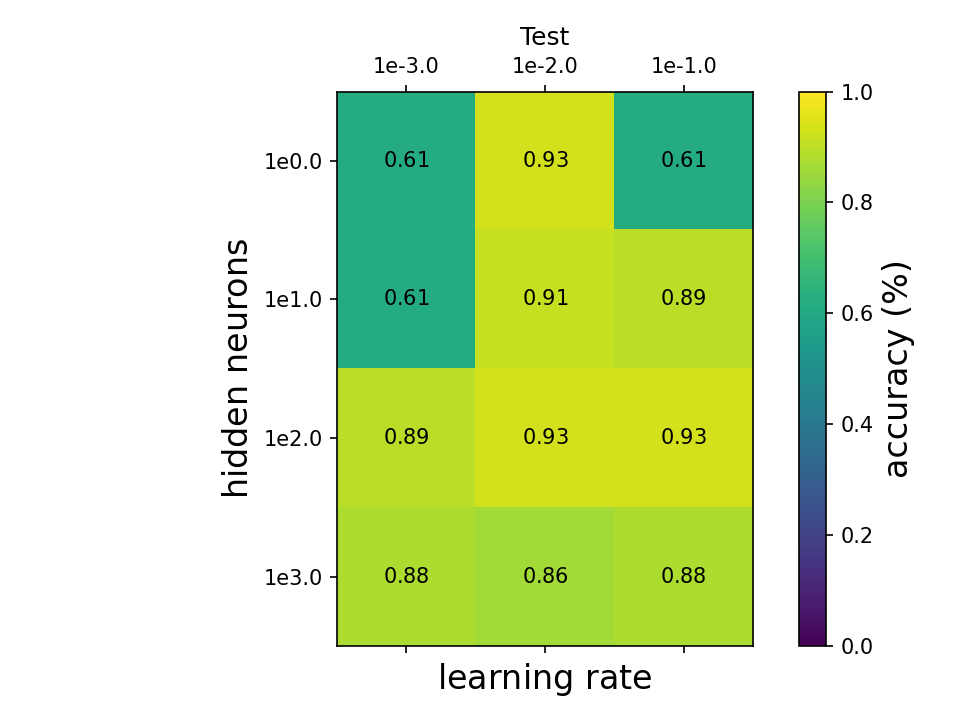 Test
1e-3.0 1e-2.0 1e-1.0
1e0.0 0.61 0.93 0.61
1e1.0 0.61 0.91 0.89
1e2.0 0.89 0.93 0.93
1e3.0 0.88 0.86 0.88
hidden neurons
learning rate
1.0
0.8
0.6
0.4
0.2
0.0
accuracy (%)